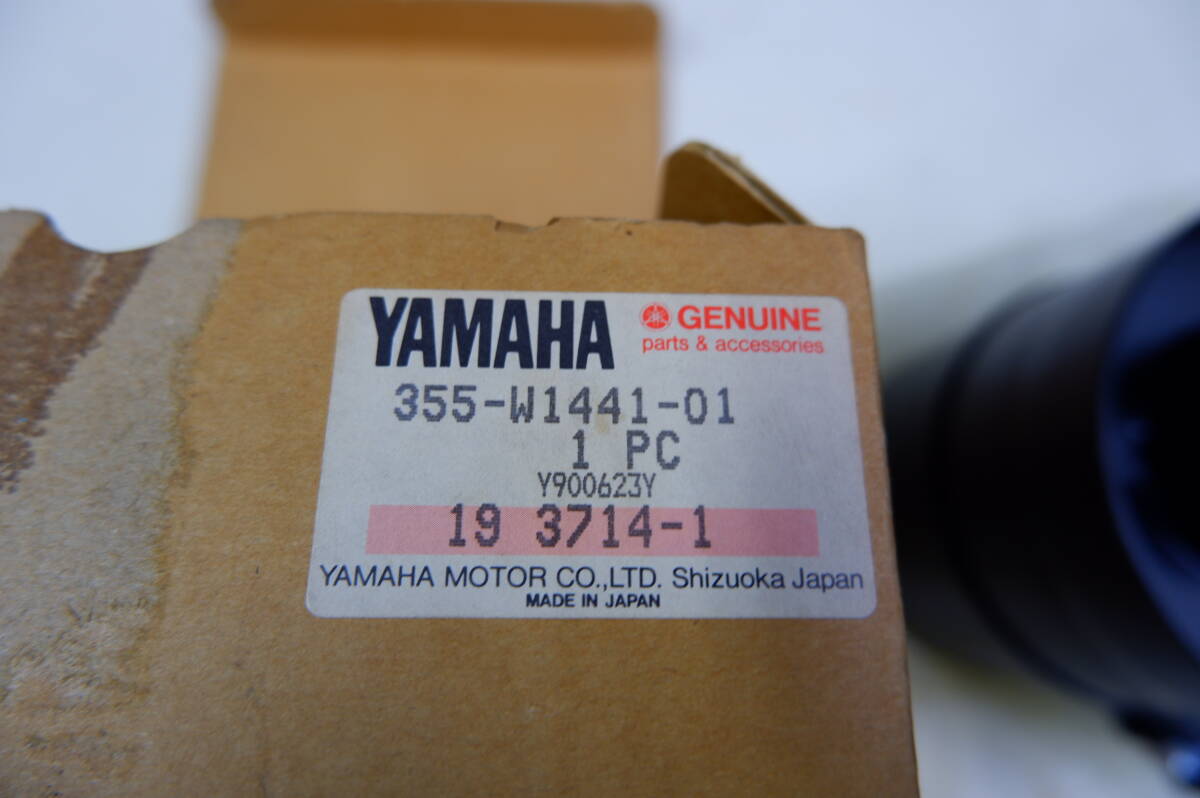 YAMAHA GENUINE
parts & accessories
355-W1441-01
1 PC
Y900623Y
19 3714-1
YAMAHA MOTOR CO.,LTD. Shizuoka Japan
MADE IN JAPAN